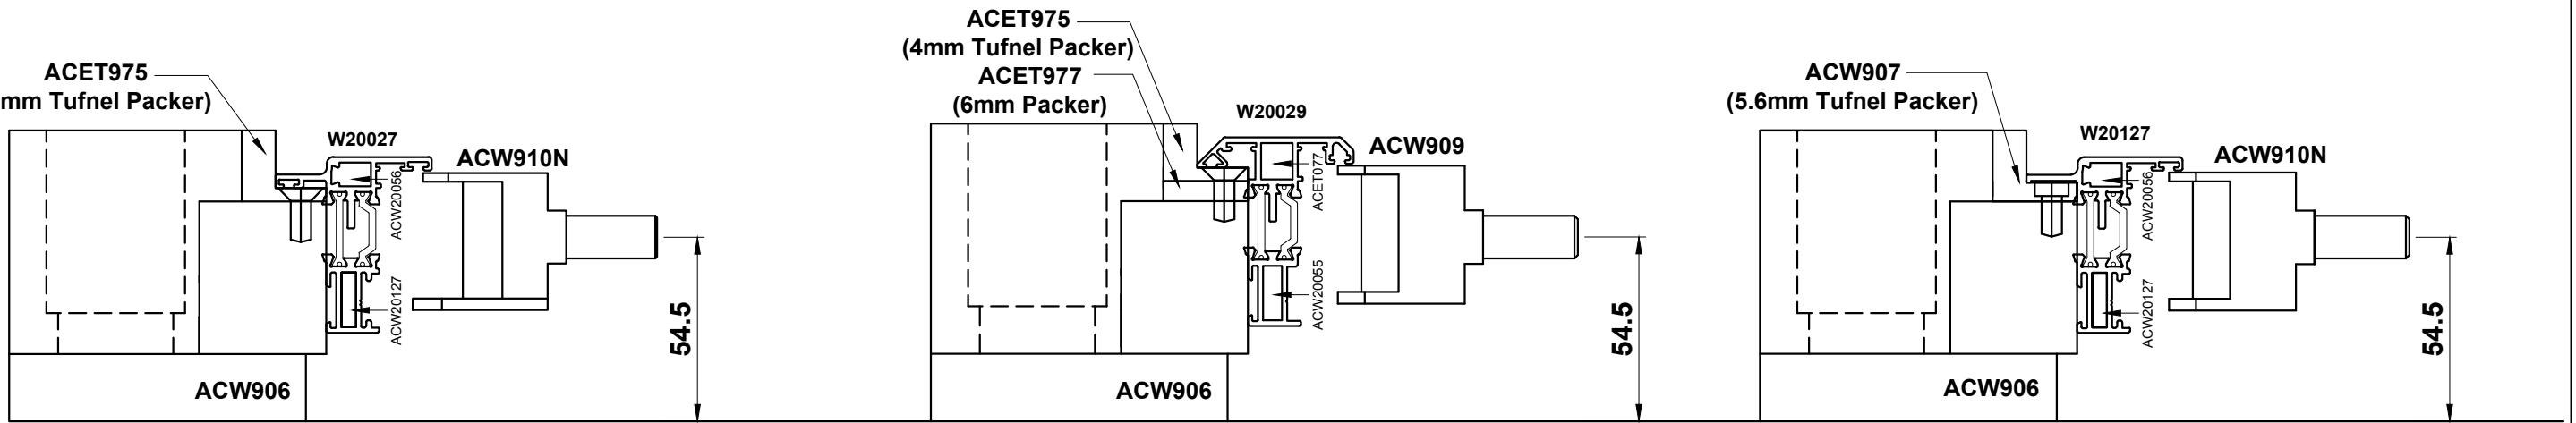 ACET975
mm Tufnel Packer)
W20027
ACW910N
ACW20056
ACW20127
54.5
ACW906
ACET975
(4mm Tufnel Packer)
ACET977
(6mm Packer)
W20029
ACW909
ACET077
ACW20055
54.5
ACW906
ACW907
(5.6mm Tufnel Packer)
W20127
ACW910N
ACW20056
ACW20127
54.5
ACW906